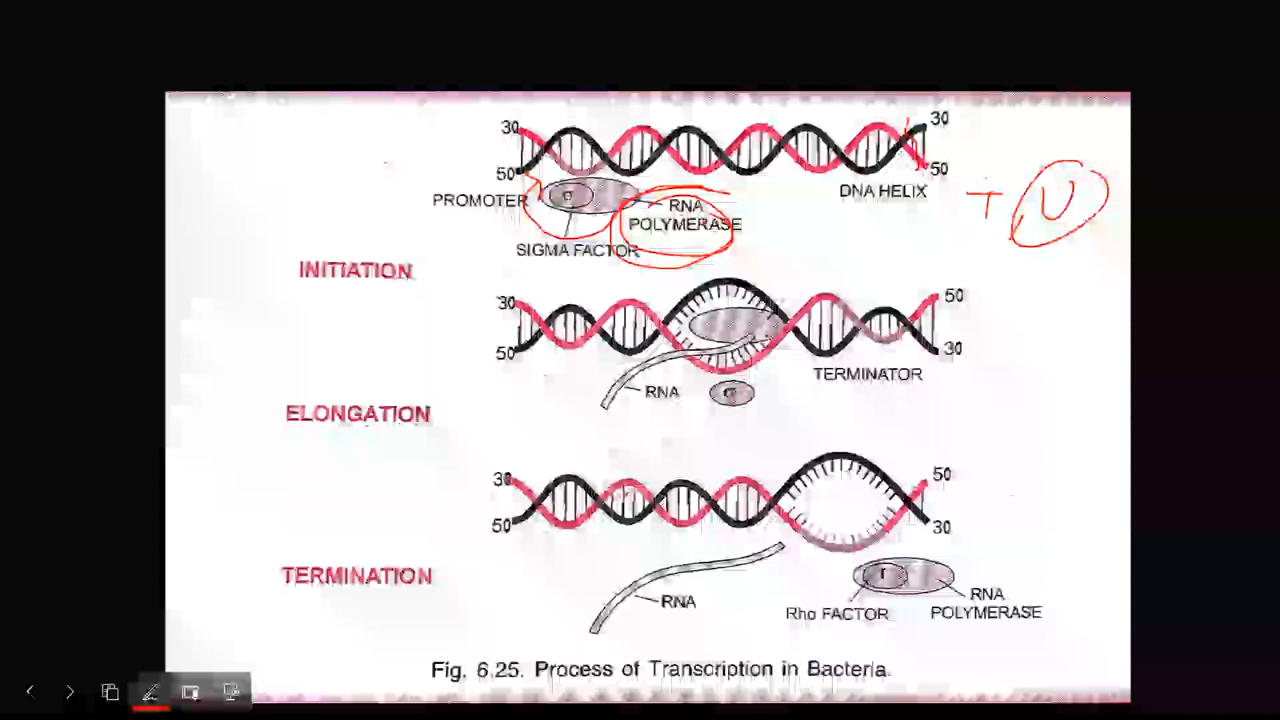 30
30
50
50
PROMOTER
DNA HELIX
T U
RNA
POLYMERASE
SIGMA FACTOR
INITIATION
30
50
50
30
TERMINATOR
RNA
σ
ELONGATION
30
50
50
30
TERMINATION
r
RNA
Rho FACTOR
RNA
POLYMERASE
Fig. 6.25. Process of Transcription in Bacteria.